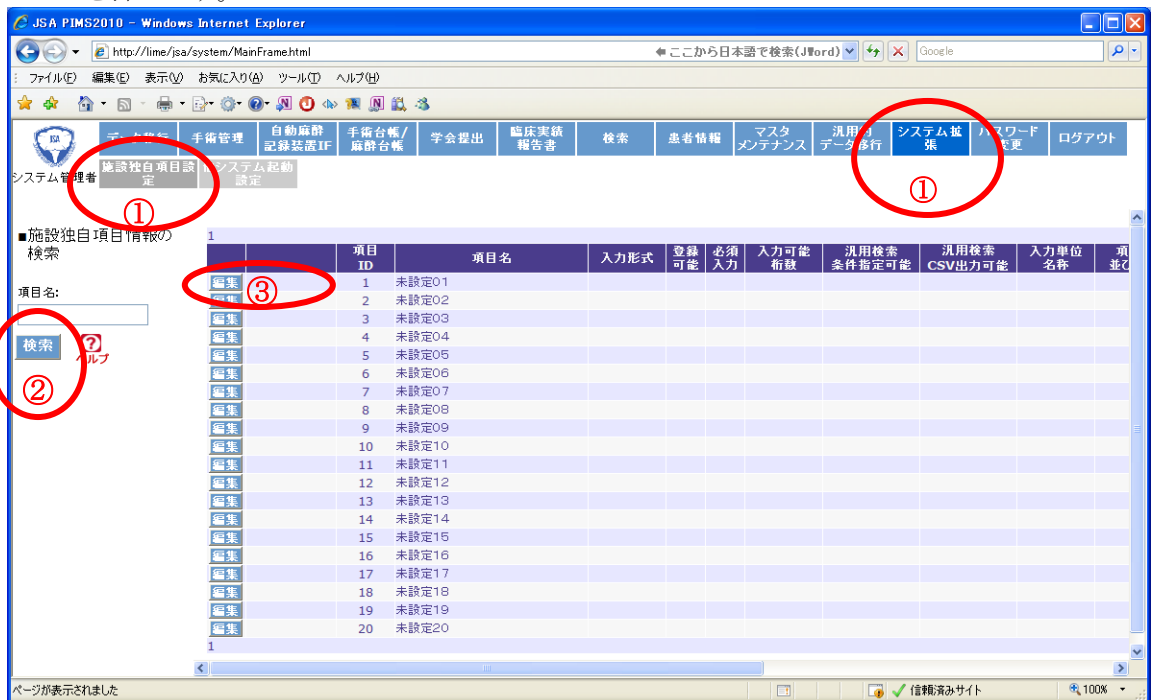 JSA PIMS2010 - Windows Internet Explorer
http://lime/jsa/system/MainFrame.html
ここから日本語で検索(JWord)
Google
ファイル(F) 編集(E) 表示(V) お気に入り(A) ツール(T) ヘルプ(H)
JSA
システム管理者
データ移行
手術管理
自動麻酔
記録装置IF
手術台帳/
麻酔台帳
学会提出
臨床実績
報告書
検索
患者情報
マスタ
メンテナンス
汎用的
データ移行
システム拡
張
パスワード
変更
ログアウト
施設独自項目設
定
システム起動
設定
①
①
■施設独自項目情報の
検索
項目名:
検索
?
ヘルプ
②
③
1
項目
ID
項目名
入力形式
登録
可能
必須
入力
入力可能
桁数
汎用検索
条件指定可能
汎用検索
CSV出力可能
入力単位
名称
項
編集 1 未設定01
編集 2 未設定02
編集 3 未設定03
編集 4 未設定04
編集 5 未設定05
編集 6 未設定06
編集 7 未設定07
編集 8 未設定08
編集 9 未設定09
編集 10 未設定10
編集 11 未設定11
編集 12 未設定12
編集 13 未設定13
編集 14 未設定14
編集 15 未設定15
編集 16 未設定16
編集 17 未設定17
編集 18 未設定18
編集 19 未設定19
編集 20 未設定20
1
ページが表示されました
信頼済みサイト
100%